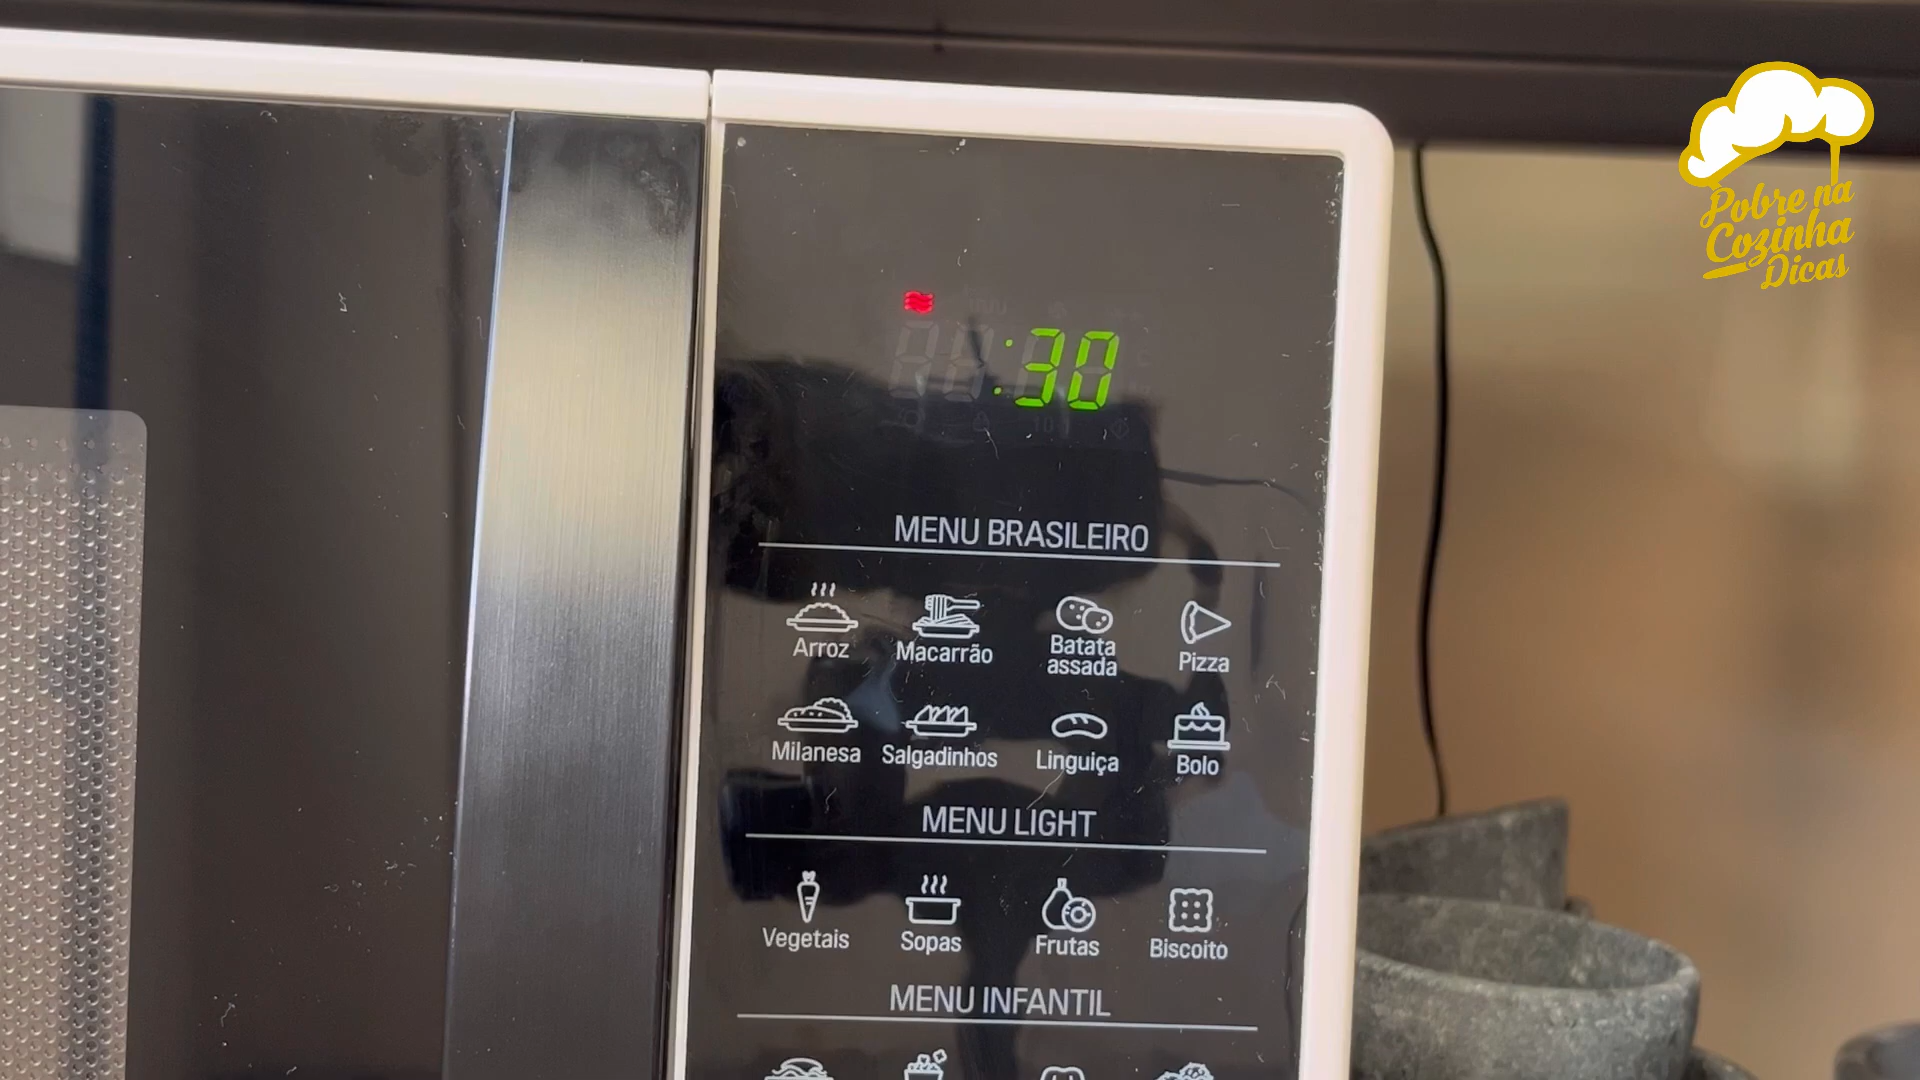 Pobre na
Cozinha
Dicas
:30
MENU BRASILEIRO
Arroz
Macarrão
Batata
assada
Pizza
Milanesa
Salgadinhos
Linguiça
Bolo
MENU LIGHT
Vegetais
Sopas
Frutas
Biscoito
MENU INFANTIL